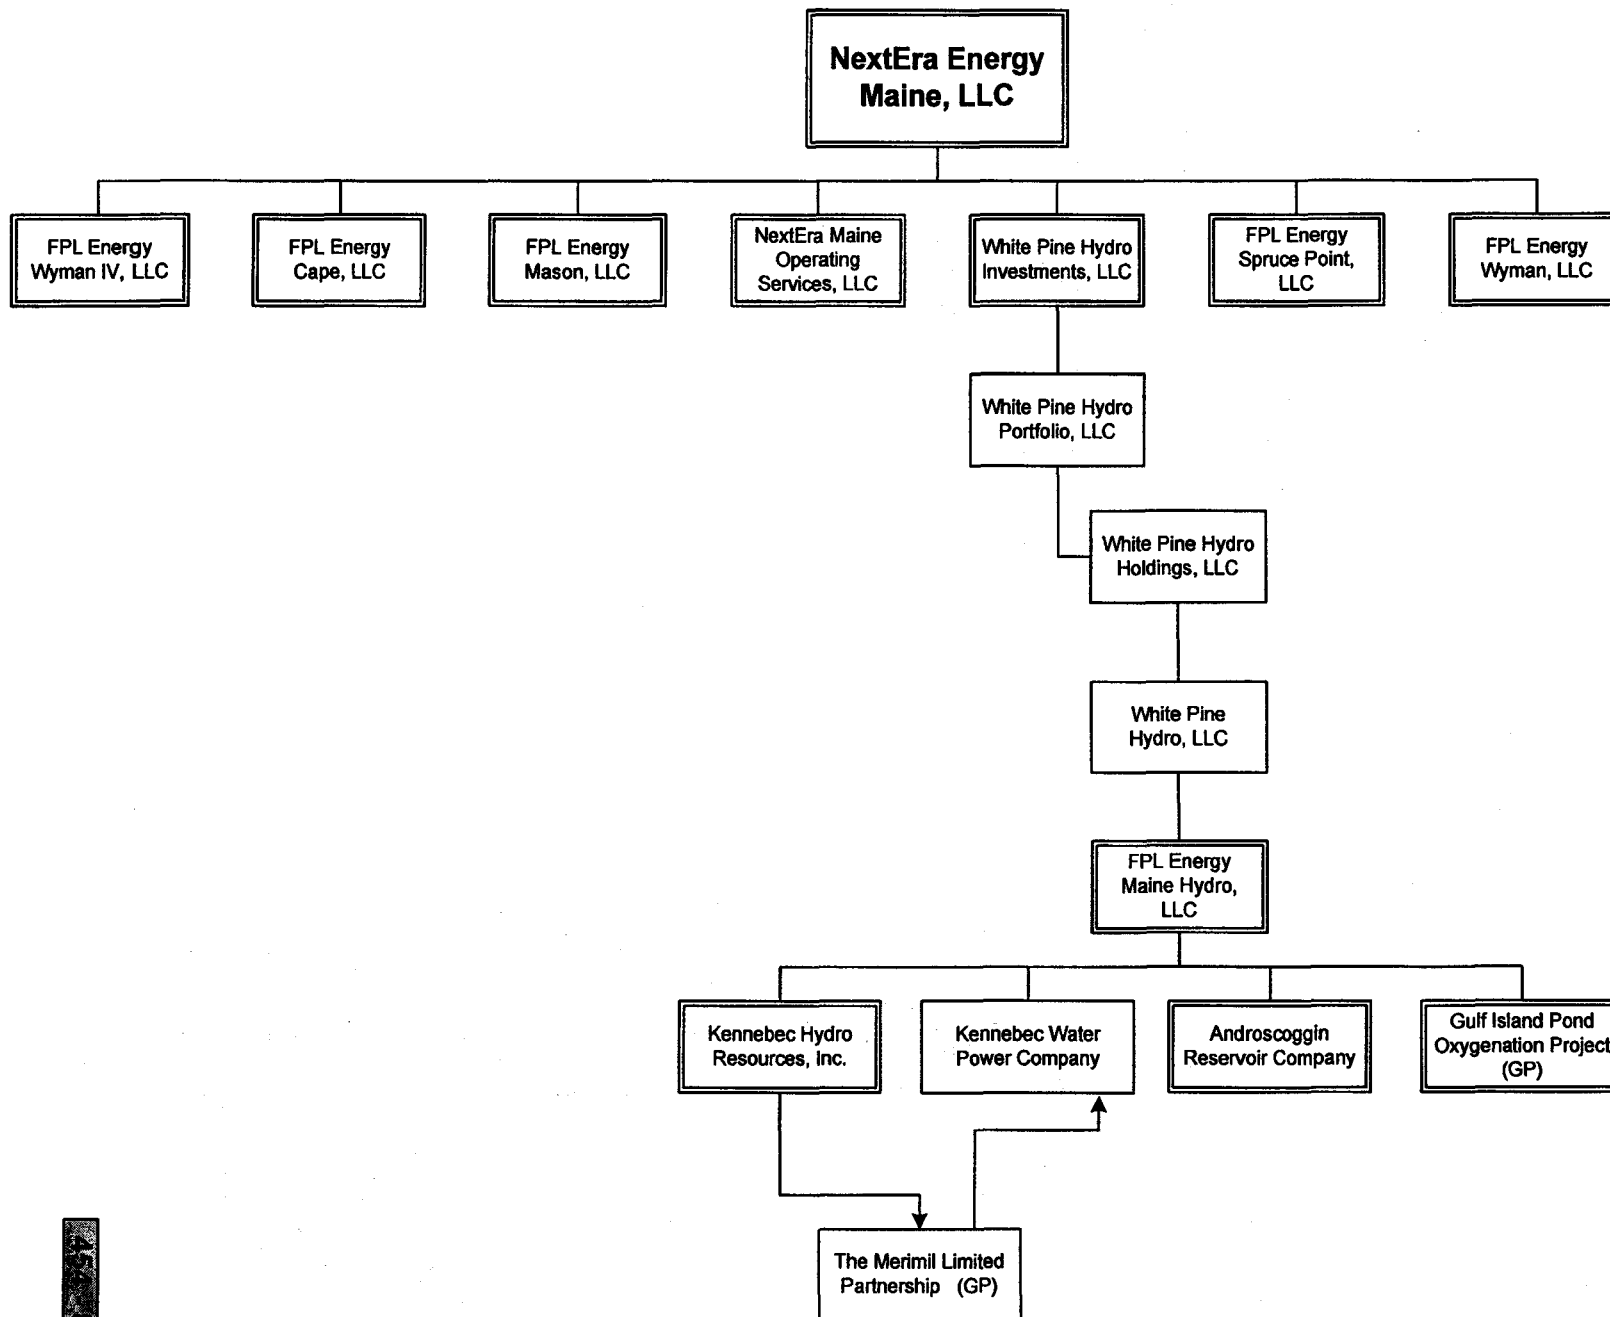 NextEra Energy
Maine, LLC
FPL Energy
Wyman IV, LLC
FPL Energy
Cape, LLC
FPL Energy
Mason, LLC
NextEra Maine
Operating
Services, LLC
White Pine Hydro
Investments, LLC
FPL Energy
Spruce Point,
LLC
FPL Energy
Wyman, LLC
White Pine Hydro
Portfolio, LLC
White Pine Hydro
Holdings, LLC
White Pine
Hydro, LLC
FPL Energy
Maine Hydro,
LLC
Kennebec Hydro
Resources, Inc.
Kennebec Water
Power Company
Androscoggin
Reservoir Company
Gulf Island Pond
Oxygenation Project
(GP)
The Merimil Limited
Partnership (GP)